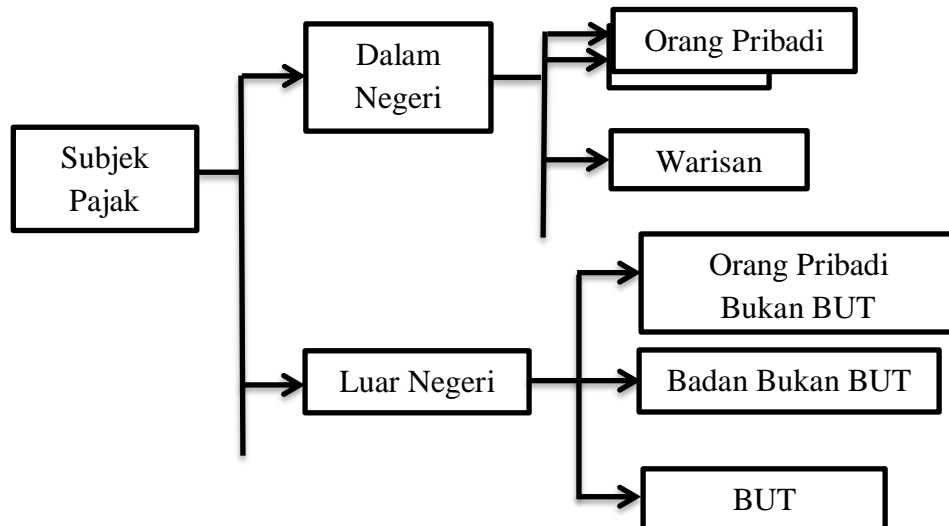 Subjek
Pajak
Dalam
Negeri
Orang Pribadi
Warisan
Luar Negeri
Orang Pribadi
Bukan BUT
Badan Bukan BUT
BUT